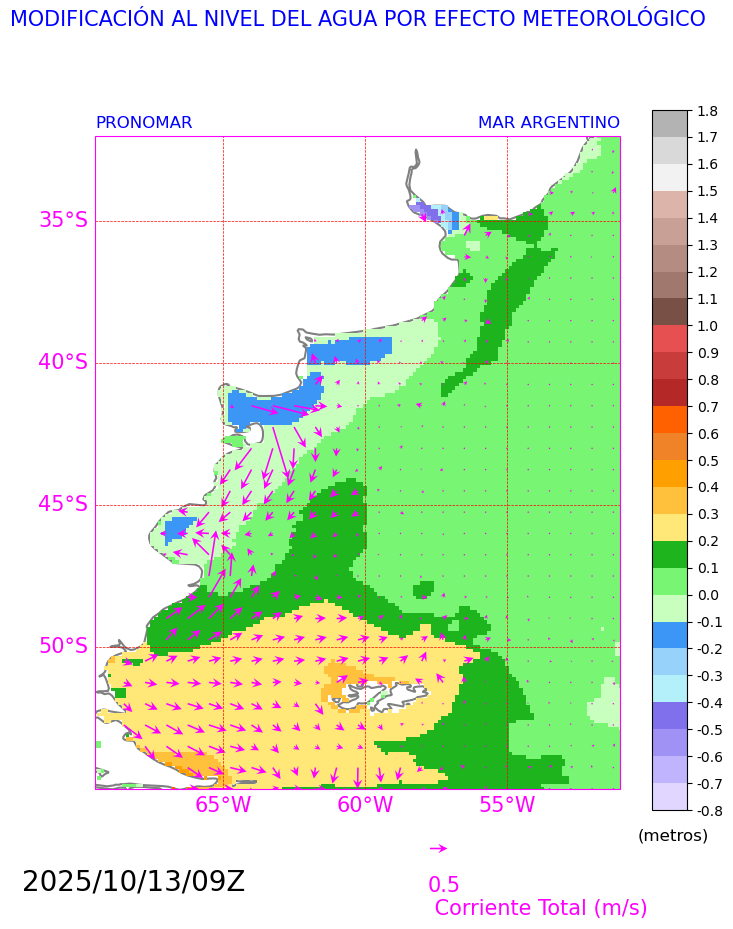 MODIFICACIÓN AL NIVEL DEL AGUA POR EFECTO METEOROLÓGICO
PRONOMAR
MAR ARGENTINO
35°S
40°S
45°S
50°S
65°W
60°W
55°W
1.8
1.7
1.6
1.5
1.4
1.3
1.2
1.1
1.0
0.9
0.8
0.7
0.6
0.5
0.4
0.3
0.2
0.1
0.0
-0.1
-0.2
-0.3
-0.4
-0.5
-0.6
-0.7
-0.8
(metros)
2025/10/13/09Z
0.5
Corriente Total (m/s)